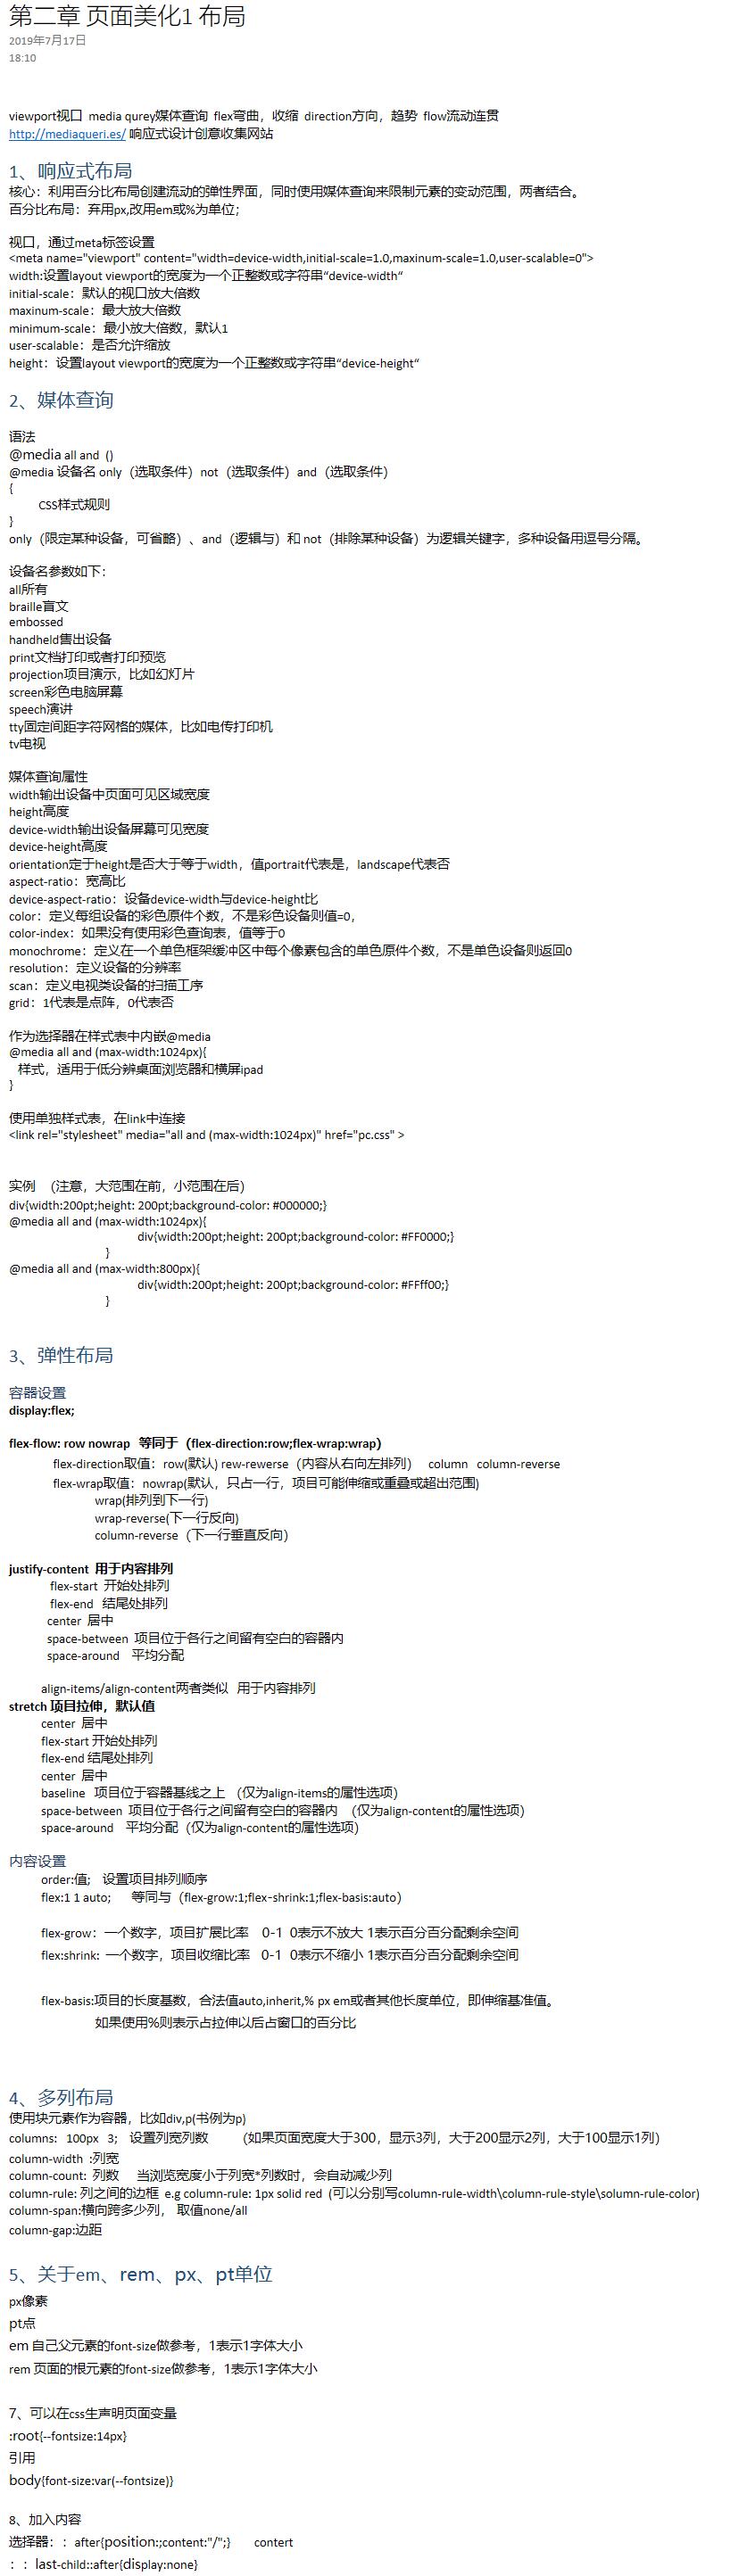 第二章 页面美化1 布局
2019年7月17日
18:10
viewport视口 media qurey媒体查询 flex弯曲，收缩 direction方向，趋势 flow流动连贯
http://mediaqueri.es/ 响应式设计创意收集网站
1、响应式布局
核心：利用百分比布局创建流动的弹性界面，同时使用媒体查询来限制元素的变动范围，两者结合。
百分比布局：弃用px,改用em或%为单位；
视口，通过meta标签设置
<meta name="viewport" content="width=device-width,initial-scale=1.0,maxinum-scale=1.0,user-scalable=0">
width:设置layout viewport的宽度为一个正整数或字符串“device-width“
initial-scale：默认的视口放大倍数
maxinum-scale：最大放大倍数
minimum-scale：最小放大倍数，默认1
user-scalable：是否允许缩放
height：设置layout viewport的宽度为一个正整数或字符串“device-height“
2、媒体查询
语法
@media all and ()
@media 设备名 only（选取条件）not（选取条件）and（选取条件）
{
CSS样式规则
}
only（限定某种设备，可省略）、and（逻辑与）和 not（排除某种设备）为逻辑关键字，多种设备用逗号分隔。
设备名参数如下：
all所有
braille盲文
embossed
handheld售出设备
print文档打印或者打印预览
projection项目演示，比如幻灯片
screen彩色电脑屏幕
speech演讲
tty固定间距字符网格的媒体，比如电传打印机
tv电视
媒体查询属性
width输出设备中页面可见区域宽度
height高度
device-width输出设备屏幕可见宽度
device-height高度
orientation定于height是否大于等于width，值portrait代表是，landscape代表否
aspect-ratio：宽高比
device-aspect-ratio：设备device-width与device-height比
color：定义每组设备的彩色原件个数，不是彩色设备则值=0，
color-index：如果没有使用彩色查询表，值等于0
monochrome：定义在一个单色框架缓冲区中每个像素包含的单色原件个数，不是单色设备则返回0
resolution：定义设备的分辨率
scan：定义电视类设备的扫描工序
grid：1代表是点阵，0代表否
作为选择器在样式表中内嵌@media
@media all and (max-width:1024px){
样式，适用于低分辨桌面浏览器和横屏ipad
}
使用单独样式表，在link中连接
<link rel="stylesheet" media="all and (max-width:1024px)" href="pc.css" >
实例 （注意，大范围在前，小范围在后）
div{width:200pt;height: 200pt;background-color: #000000;}
@media all and (max-width:1024px){
div{width:200pt;height: 200pt;background-color: #FF0000;}
}
@media all and (max-width:800px){
div{width:200pt;height: 200pt;background-color: #FFff00;}
}
3、弹性布局
容器设置
display:flex;
flex-flow: row nowrap 等同于（flex-direction:row;flex-wrap:wrap）
flex-direction取值：row(默认) rew-rewerse（内容从右向左排列） column column-reverse
flex-wrap取值：nowrap(默认，只占一行，项目可能伸缩或重叠或超出范围)
wrap(排列到下一行)
wrap-reverse(下一行反向)
column-reverse（下一行垂直反向）
justify-content 用于内容排列
flex-start 开始处排列
flex-end 结尾处排列
center 居中
space-between 项目位于各行之间留有空白的容器内
space-around 平均分配
align-items/align-content两者类似 用于内容排列
stretch 项目拉伸，默认值
center 居中
flex-start 开始处排列
flex-end 结尾处排列
center 居中
baseline 项目位于容器基线之上 （仅为align-items的属性选项）
space-between 项目位于各行之间留有空白的容器内 （仅为align-content的属性选项）
space-around 平均分配（仅为align-content的属性选项）
内容设置
order:值; 设置项目排列顺序
flex:1 1 auto; 等同与（flex-grow:1;flex-shrink:1;flex-basis:auto）
flex-grow：一个数字，项目扩展比率 0-1 0表示不放大 1表示百分百分配剩余空间
flex:shrink: 一个数字，项目收缩比率 0-1 0表示不缩小 1表示百分百分配剩余空间
flex-basis:项目的长度基数，合法值auto,inherit,% px em或者其他长度单位，即伸缩基准值。
如果使用%则表示占拉伸以后占窗口的百分比
4、多列布局
使用块元素作为容器，比如div,p(书例为p)
columns: 100px 3; 设置列宽列数 （如果页面宽度大于300，显示3列，大于200显示2列，大于100显示1列）
column-width :列宽
column-count: 列数 当浏览宽度小于列宽*列数时，会自动减少列
column-rule: 列之间的边框 e.g column-rule: 1px solid red (可以分别写column-rule-width\column-rule-style\solumn-rule-color)
column-span:横向跨多少列， 取值none/all
column-gap:边距
5、关于em、rem、px、pt单位
px像素
pt点
em 自己父元素的font-size做参考，1表示1字体大小
rem 页面的根元素的font-size做参考，1表示1字体大小
7、可以在css生声明页面变量
:root{--fontsize:14px}
引用
body{font-size:var(--fontsize)}
8、加入内容
选择器：：after{position:;content:"/";} contert
：：last-child::after{display:none}